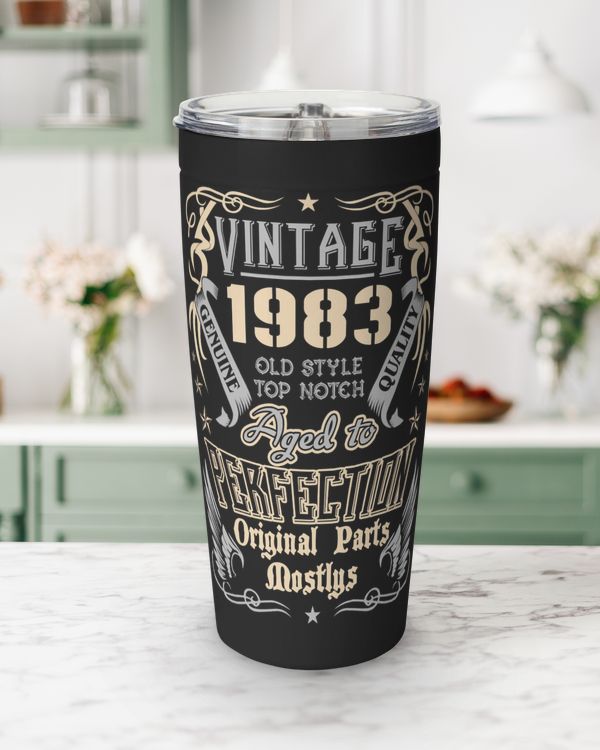 VINTAGE
1983
GENUINE
QUALITY
OLD STYLE
TOP NOTCH
Aged to
PERFECTION
Original Parts
Mostlys